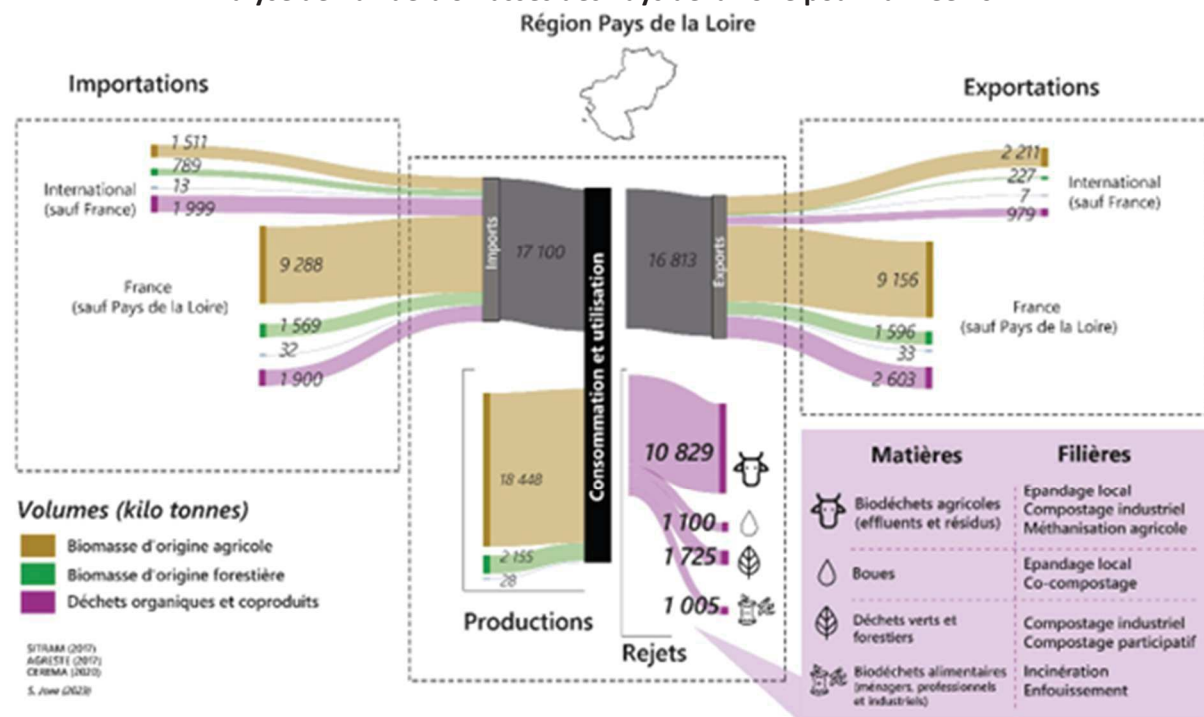 Région Pays de la Loire
Importations
Exportations
1 511
789
13
1 999
International
(sauf France)
9 288
France
(sauf Pays de la Loire)
1 569
32
1 900
Imports
17 100
Consommation et utilisation
16 813
Exports
2 211
227
7
979
International
(sauf France)
9 156
France
(sauf Pays de la Loire)
1 596
33
2 603
18 448
2 155
28
Productions
10 829
1 100
1 725
1 005
Rejets
Volumes (kilo tonnes)
Biomasse d'origine agricole
Biomasse d'origine forestière
Déchets organiques et coproduits
SITRAM (2017)
AGRESTE (2017)
CEREMA (2020)
S. Joxe (2023)
Matières
Filières
Biodéchets agricoles
(effluents et résidus)
Epandage local
Compostage industriel
Méthanisation agricole
Boues
Epandage local
Co-compostage
Déchets verts et
forestiers
Compostage industriel
Compostage participatif
Biodéchets alimentaires
(ménagers, professionnels
et industriels)
Incinération
Enfouissement